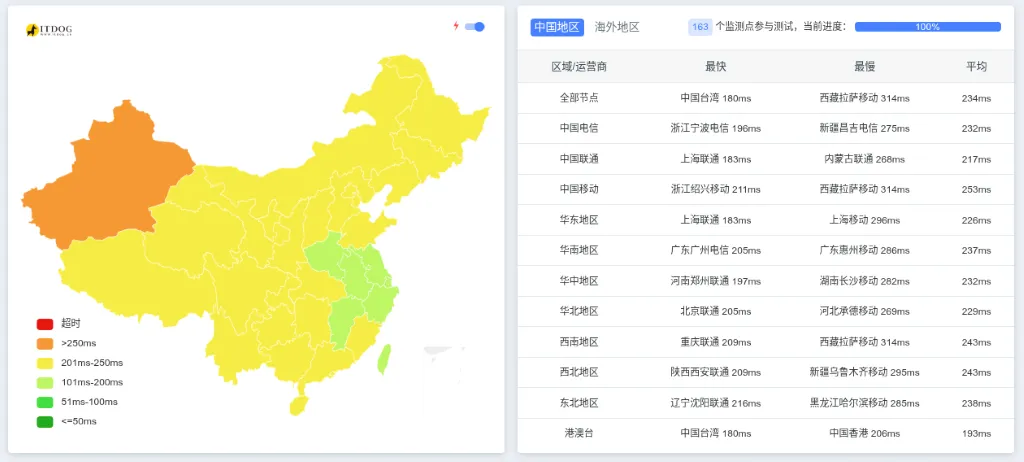 ITDOG
超时
>250ms
201ms-250ms
101ms-200ms
51ms-100ms
<=50ms
中国地区 海外地区 163 个监测点参与测试，当前进度： 100%
区域/运营商 最快 最慢 平均
全部节点 中国台湾 180ms 西藏拉萨移动 314ms 234ms
中国电信 浙江宁波电信 196ms 新疆昌吉电信 275ms 232ms
中国联通 上海联通 183ms 内蒙古联通 268ms 217ms
中国移动 浙江绍兴移动 211ms 西藏拉萨移动 314ms 253ms
华东地区 上海联通 183ms 上海移动 296ms 226ms
华南地区 广东广州电信 205ms 广东惠州移动 286ms 237ms
华中地区 河南郑州联通 197ms 湖南长沙移动 282ms 232ms
华北地区 北京联通 205ms 河北承德移动 269ms 229ms
西南地区 重庆联通 209ms 西藏拉萨移动 314ms 243ms
西北地区 陕西西安联通 209ms 新疆乌鲁木齐移动 295ms 243ms
东北地区 辽宁沈阳联通 216ms 黑龙江哈尔滨移动 285ms 238ms
港澳台 中国台湾 180ms 中国香港 206ms 193ms